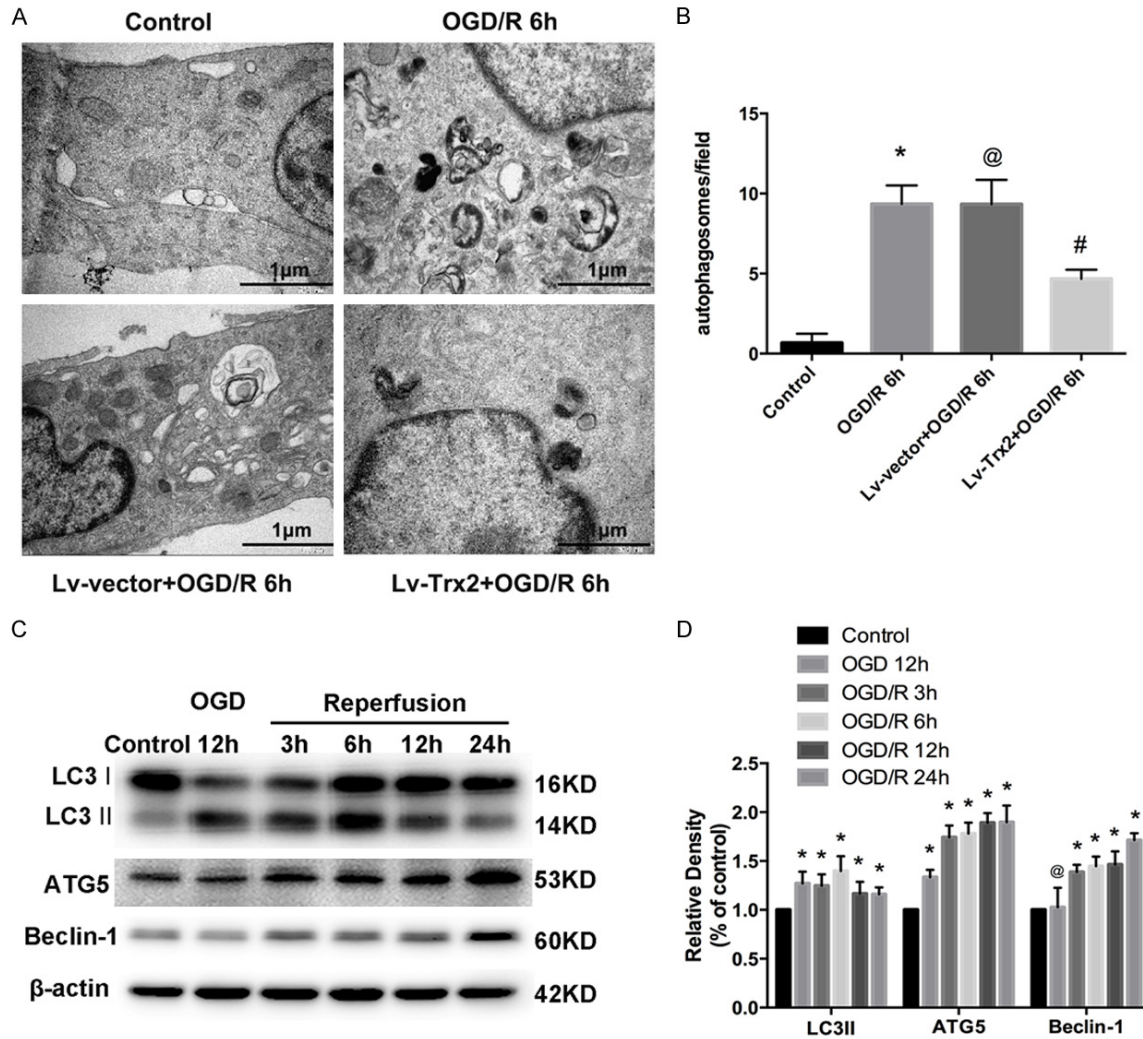 A
Control
OGD/R 6h
1μm
1μm
1μm
1μm
Lv-vector+OGD/R 6h
Lv-Trx2+OGD/R 6h
B
15
10
5
0
autophagosomes/field
*
@
#
Control
OGD/R 6h
Lv-vector+OGD/R 6h
Lv-Trx2+OGD/R 6h
C
OGD
Reperfusion
Control 12h 3h 6h 12h 24h
LC3 I
16KD
LC3 II
14KD
ATG5
53KD
Beclin-1
60KD
β-actin
42KD
D
Control
OGD 12h
OGD/R 3h
OGD/R 6h
OGD/R 12h
OGD/R 24h
Relative Density
(% of control)
2.5
2.0
1.5
1.0
0.5
0.0
* * * * *
* * * * *
@ * * * *
LC3II
ATG5
Beclin-1